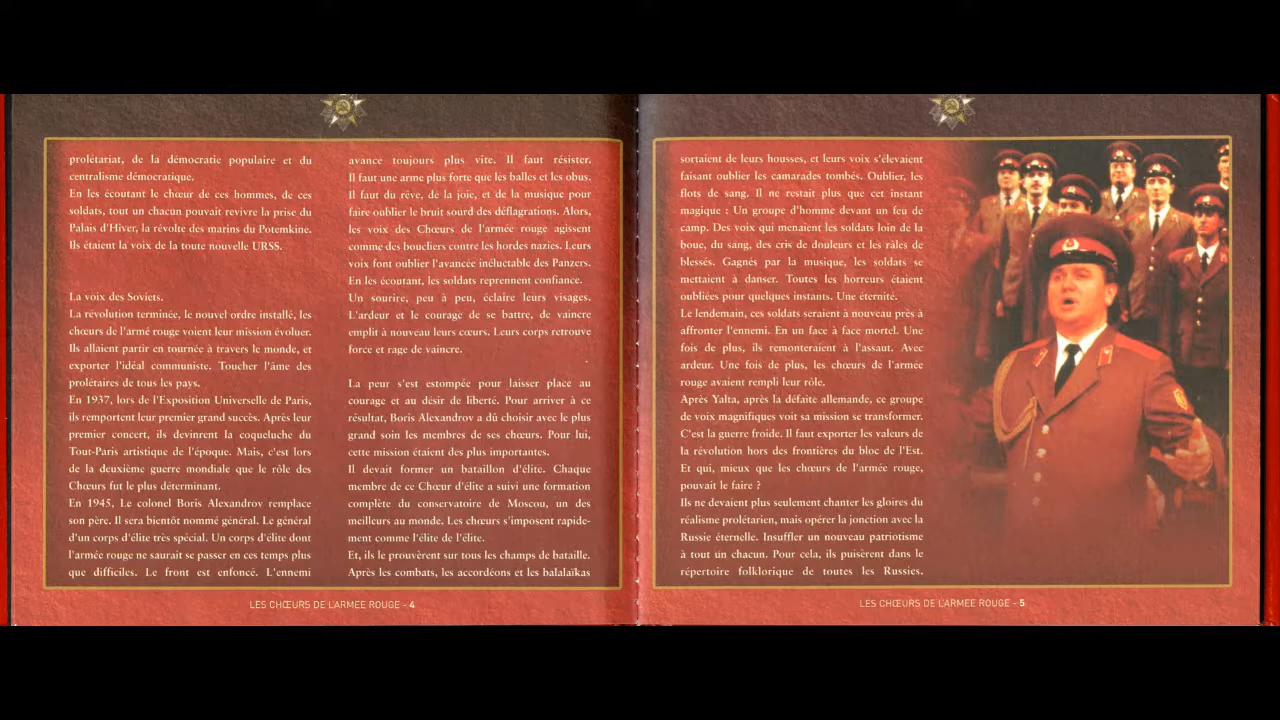 prolétariat, de la démocratie populaire et du
centralisme démocratique.
En les écoutant le chœur de ces hommes, de ces
soldats, tout un chacun pouvait revivre la prise du
Palais d'Hiver, la révolte des marins du Potemkine.
Ils étaient la voix de la toute nouvelle URSS.
La voix des Soviets.
La révolution terminée, le nouvel ordre installé, les
chœurs de l'armé rouge voient leur mission évoluer.
Ils allaient partir en tournée à travers le monde, et
exporter l'idéal communiste. Toucher l'âme des
prolétaires de tous les pays.
En 1937, lors de l'Exposition Universelle de Paris,
ils remportent leur premier grand succès. Après leur
premier concert, ils devinrent la coqueluche du
Tout-Paris artistique de l'époque. Mais, c'est lors
de la deuxième guerre mondiale que le rôle des
Chœurs fut le plus déterminant.
En 1945, Le colonel Boris Alexandrov remplace
son père. Il sera bientôt nommé général. Le général
d'un corps d'élite très spécial. Un corps d'élite dont
l'armée rouge ne saurait se passer en ces temps plus
que difficiles. Le front est enfoncé. L'ennemi
avance toujours plus vite. Il faut résister.
Il faut une arme plus forte que les balles et les obus.
Il faut du rêve, de la joie, et de la musique pour
faire oublier le bruit sourd des déflagrations. Alors,
les voix des Chœurs de l'armée rouge agissent
comme des boucliers contre les hordes nazies. Leurs
voix font oublier l'avancée inéluctable des Panzers.
En les écoutant, les soldats reprennent confiance.
Un sourire, peu à peu, éclaire leurs visages.
L'ardeur et le courage de se battre, de vaincre
emplit à nouveau leurs cœurs. Leurs corps retrouve
force et rage de vaincre.
La peur s'est estompée pour laisser place au
courage et au désir de liberté. Pour arriver à ce
résultat, Boris Alexandrov a dû choisir avec le plus
grand soin les membres de ses chœurs. Pour lui,
cette mission étaient des plus importantes.
Il devait former un bataillon d'élite. Chaque
membre de ce Chœur d'élite a suivi une formation
complète du conservatoire de Moscou, un des
meilleurs au monde. Les chœurs s'imposent rapide-
ment comme l'élite de l'élite.
Et, ils le prouvèrent sur tous les champs de bataille.
Après les combats, les accordéons et les balalaïkas
LES CHŒURS DE L'ARMEE ROUGE - 4
sortaient de leurs housses, et leurs voix s'élevaient
faisant oublier les camarades tombés. Oublier, les
flots de sang. Il ne restait plus que cet instant
magique : Un groupe d'homme devant un feu de
camp. Des voix qui menaient les soldats loin de la
boue, du sang, des cris de douleurs et les râles de
blessés. Gagnés par la musique, les soldats se
mettaient à danser. Toutes les horreurs étaient
oubliées pour quelques instants. Une éternité.
Le lendemain, ces soldats seraient à nouveau près à
affronter l'ennemi. En un face à face mortel. Une
fois de plus, ils remonteraient à l'assaut. Avec
ardeur. Une fois de plus, les chœurs de l'armée
rouge avaient rempli leur rôle.
Après Yalta, après la défaite allemande, ce groupe
de voix magnifiques voit sa mission se transformer.
C'est la guerre froide. Il faut exporter les valeurs de
la révolution hors des frontières du bloc de l'Est.
Et qui, mieux que les chœurs de l'armée rouge,
pouvait le faire ?
Ils ne devaient plus seulement chanter les gloires du
réalisme prolétarien, mais opérer la jonction avec la
Russie éternelle. Insuffler un nouveau patriotisme
à tout un chacun. Pour cela, ils puisèrent dans le
répertoire folklorique de toutes les Russies.
LES CHŒURS DE L'ARMEE ROUGE - 5